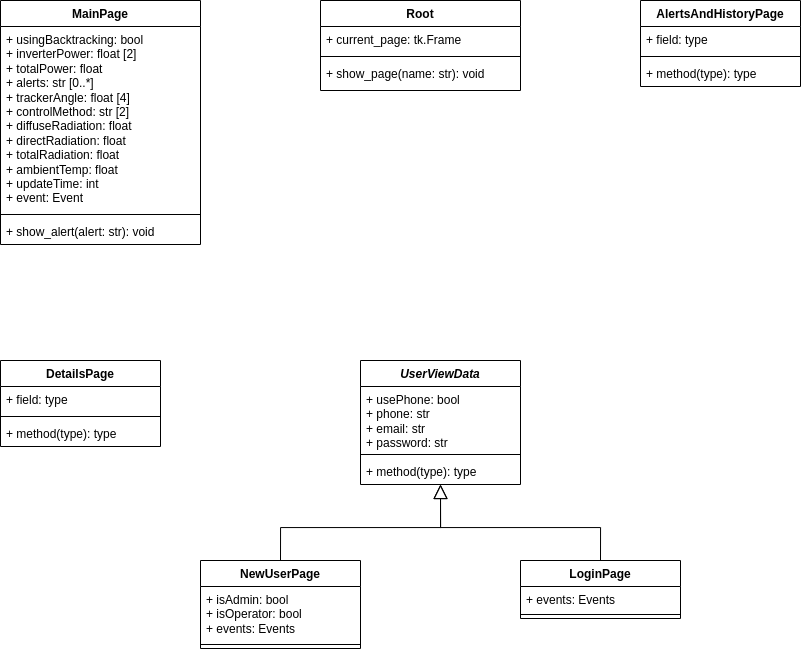 MainPage
+ usingBacktracking: bool
+ inverterPower: float [2]
+ totalPower: float
+ alerts: str [0..*]
+ trackerAngle: float [4]
+ controlMethod: str [2]
+ diffuseRadiation: float
+ directRadiation: float
+ totalRadiation: float
+ ambientTemp: float
+ updateTime: int
+ event: Event
+ show_alert(alert: str): void
Root
+ current_page: tk.Frame
+ show_page(name: str): void
AlertsAndHistoryPage
+ field: type
+ method(type): type
DetailsPage
+ field: type
+ method(type): type
UserViewData
+ usePhone: bool
+ phone: str
+ email: str
+ password: str
+ method(type): type
NewUserPage
+ isAdmin: bool
+ isOperator: bool
+ events: Events
LoginPage
+ events: Events